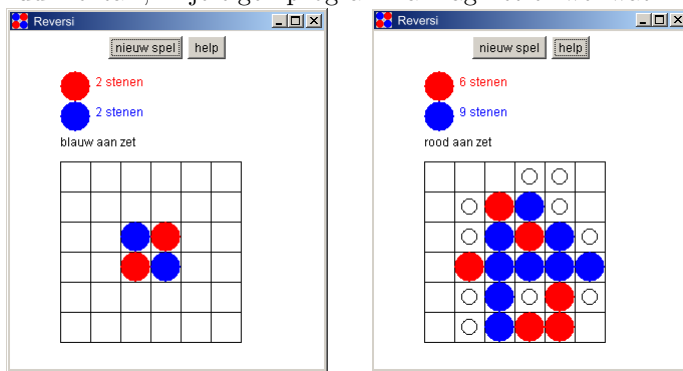 Reversi
nieuw spel help
2 stenen
2 stenen
blauw aan zet
Reversi
nieuw spel help
6 stenen
9 stenen
rood aan zet